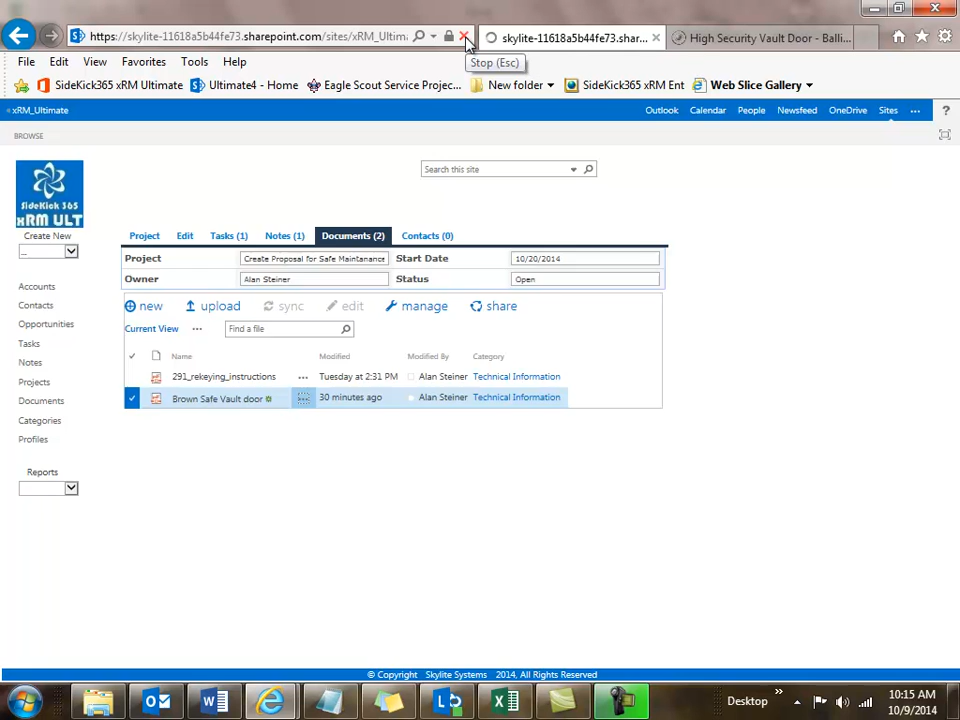 https://skylite-11618a5b44fe73.sharepoint.com/sites/xRM_Ultim
skylite-11618a5b44fe73.shar...
High Security Vault Door - Balli...
Stop (Esc)
File Edit View Favorites Tools Help
SideKick365 xRM Ultimate
Ultimate4 - Home
Eagle Scout Service Projec...
New folder
SideKick365 xRM Ent
Web Slice Gallery
xRM_Ultimate
Outlook Calendar People Newsfeed OneDrive Sites ... ?
BROWSE
Search this site
SideKick 365
xRM ULT
Create New
_
Project Edit Tasks (1) Notes (1) Documents (2) Contacts (0)
Project Create Proposal for Safe Maintanance Start Date 10/20/2014
Owner Alan Steiner Status Open
new upload sync edit manage share
Current View ... Find a file
Name Modified Modified By Category
291_rekeying_instructions ... Tuesday at 2:31 PM Alan Steiner Technical Information
Brown Safe Vault door ... 30 minutes ago Alan Steiner Technical Information
Accounts
Contacts
Opportunities
Tasks
Notes
Projects
Documents
Categories
Profiles
Reports
© Copyright Skylite Systems 2014, All Rights Reserved
Desktop
10:15 AM
10/9/2014